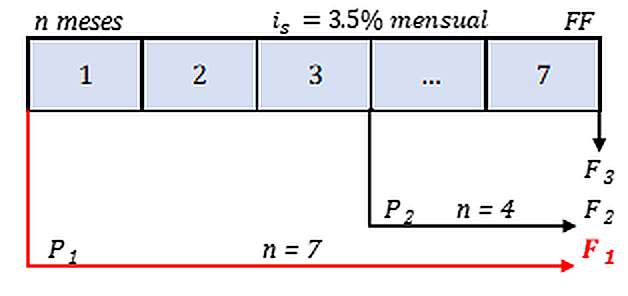 n meses i_s = 3.5% mensual FF
1 2 3 ... 7
F_3
P_2 n = 4 F_2
P_1 n = 7 F_1